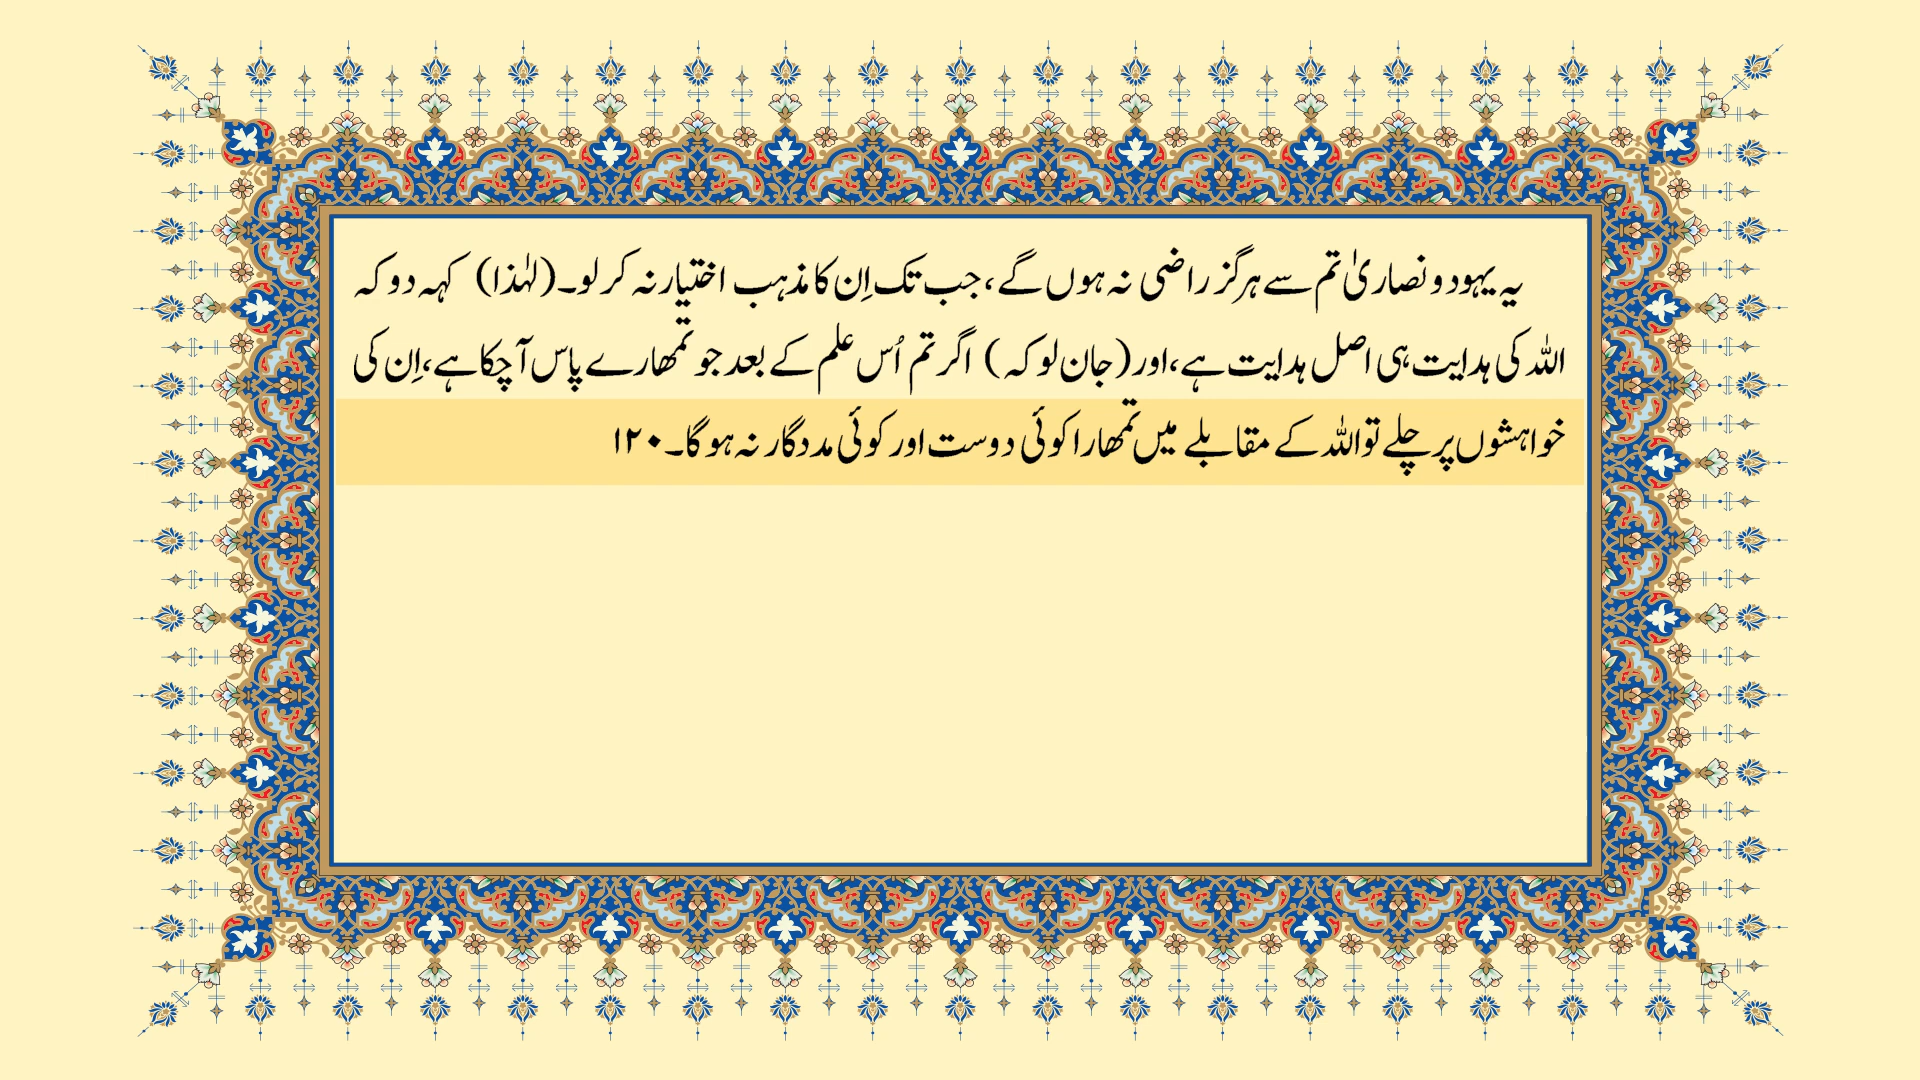 یہ یہود و نصاریٰ تم سے ہرگز راضی نہ ہوں گے، جب تک اِن کا مذہب اختیار نہ کر لو۔ (لہٰذا) کہہ دو کہ
اللہ کی ہدایت ہی اصل ہدایت ہے، اور (جان لو کہ) اگر تم اُس علم کے بعد جو تمھارے پاس آ چکا ہے، اِن کی
خواہشوں پر چلے تو اللہ کے مقابلے میں تمھارا کوئی دوست اور کوئی مددگار نہ ہو گا۔ ۱۲۰